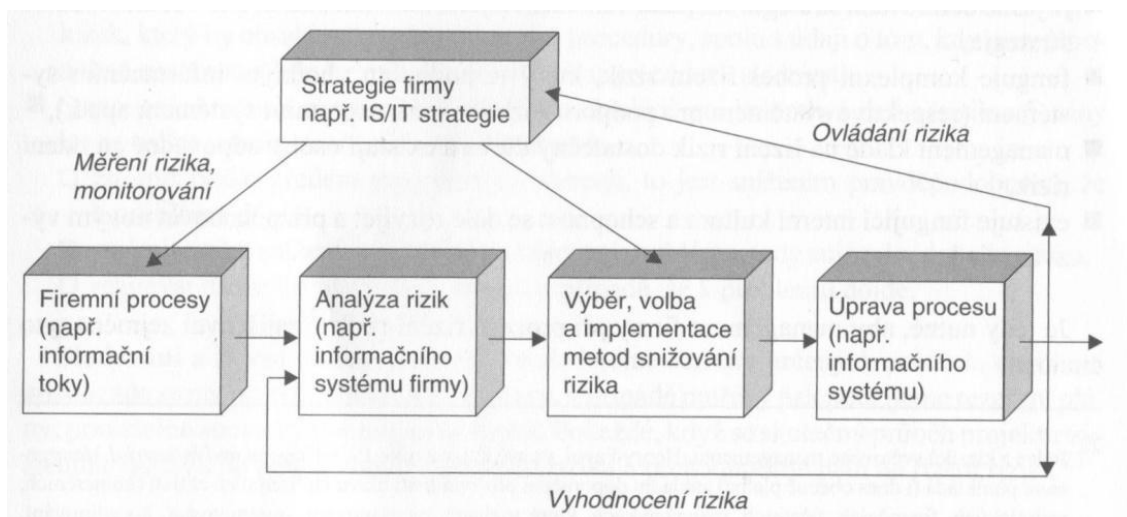 Strategie firmy
např. IS/IT strategie
Ovládání rizika
Měření rizika,
monitorování
Firemní procesy
(např.
informační
toky)
Analýza rizik
(např.
informačního
systému firmy)
Výběr, volba
a implementace
metod snižování
rizika
Úprava procesu
(např.
informačního
systému)
Vyhodnocení rizika